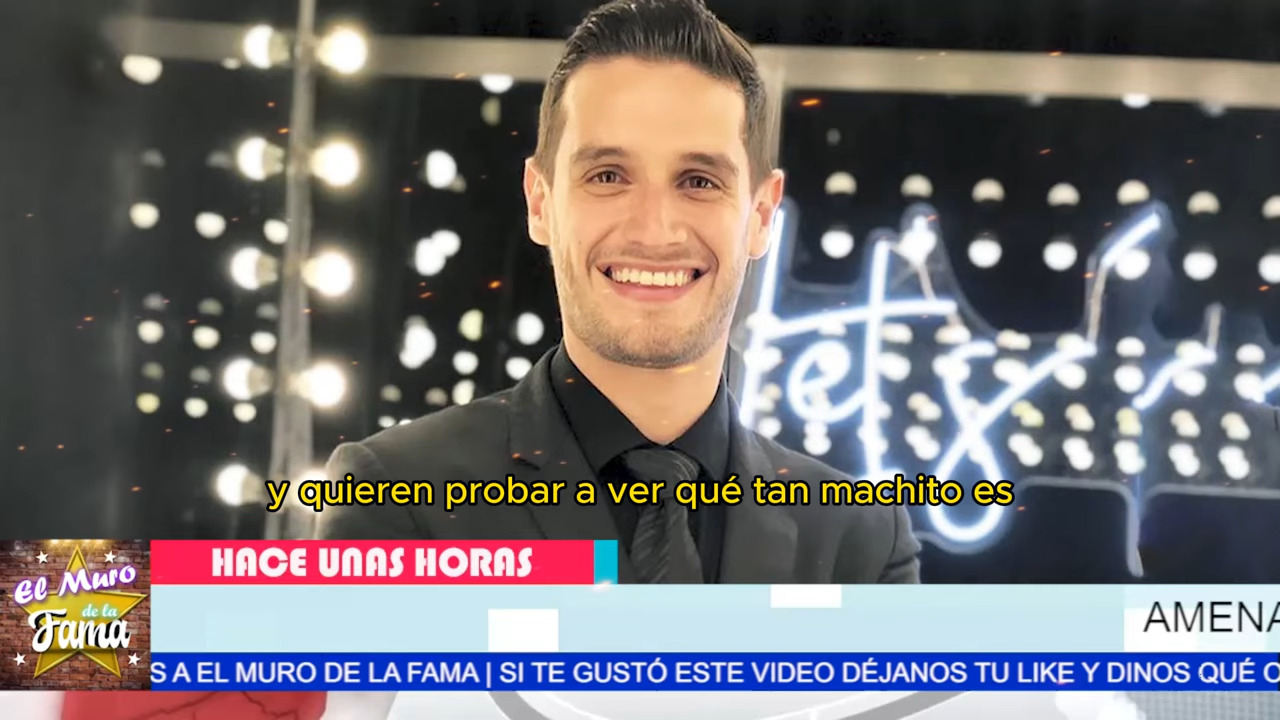 let's
y quieren probar a ver qué tan machito es
HACE UNAS HORAS
El Muro
de la
Fama
AMENA
S A EL MURO DE LA FAMA | SI TE GUSTÓ ESTE VIDEO DÉJANOS TU LIKE Y DINOS QUÉ